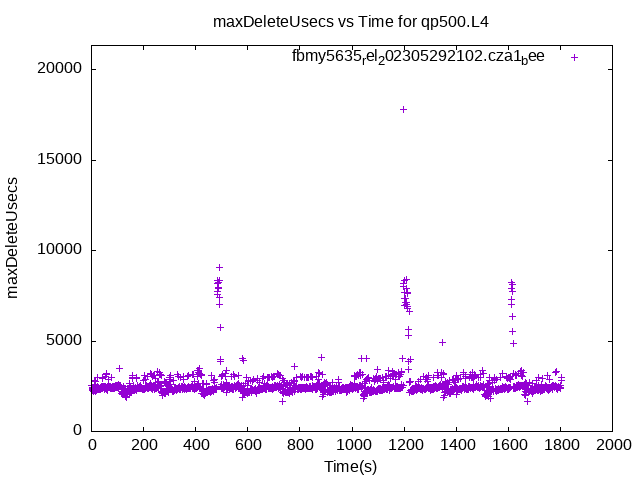 maxDeleteUsecs vs Time for qp500.L4
fbmy5635rel202305292102.cza1bee
20000
15000
10000
5000
0
maxDeleteUsecs
0 200 400 600 800 1000 1200 1400 1600 1800 2000
Time(s)